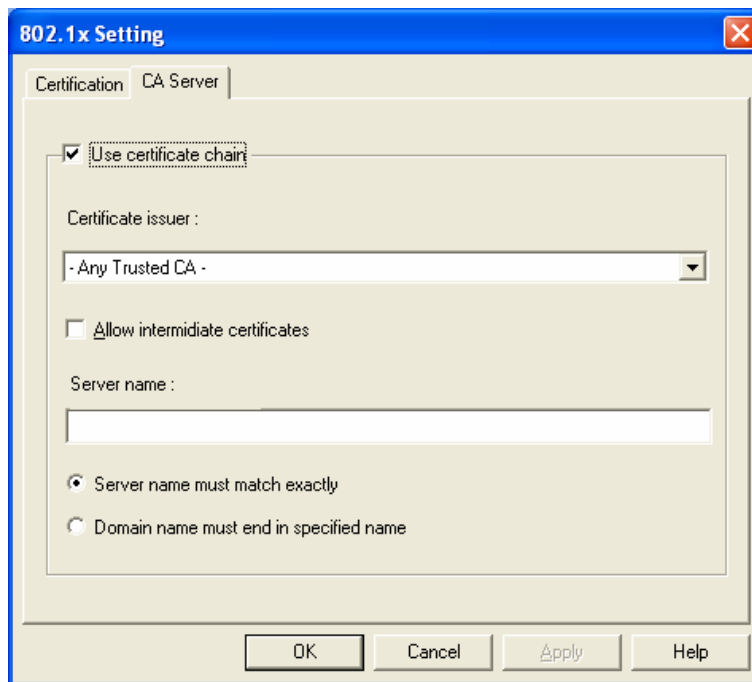 802.1x Setting
Certification
CA Server
Use certificate chain
Certificate issuer :
- Any Trusted CA -
Allow intermidiate certificates
Server name :
Server name must match exactly
Domain name must end in specified name
OK
Cancel
Apply
Help